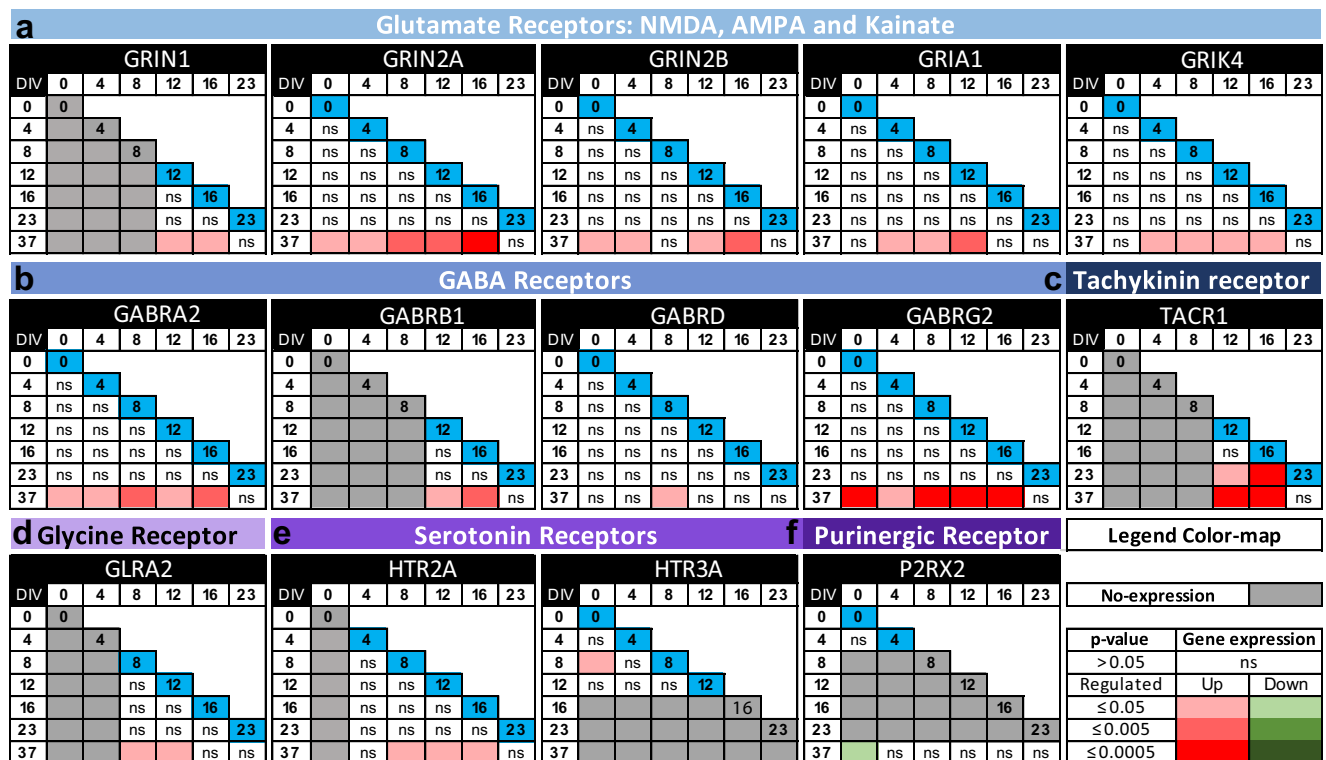 a Glutamate Receptors: NMDA, AMPA and Kainate
GRIN1
DIV 0 4 8 12 16 23
0 0
4 4
8 8
12 12
16 ns 16
23 ns ns 23
37 ns
GRIN2A
DIV 0 4 8 12 16 23
0 0
4 ns 4
8 ns ns 8
12 ns ns ns 12
16 ns ns ns ns 16
23 ns ns ns ns ns 23
37 ns
GRIN2B
DIV 0 4 8 12 16 23
0 0
4 ns 4
8 ns ns 8
12 ns ns ns 12
16 ns ns ns ns 16
23 ns ns ns ns ns 23
37 ns ns
GRIA1
DIV 0 4 8 12 16 23
0 0
4 ns 4
8 ns ns 8
12 ns ns ns 12
16 ns ns ns ns 16
23 ns ns ns ns ns 23
37 ns ns ns
GRIK4
DIV 0 4 8 12 16 23
0 0
4 ns 4
8 ns ns 8
12 ns ns ns 12
16 ns ns ns ns 16
23 ns ns ns ns ns 23
37 ns ns
b GABA Receptors
GABRA2
DIV 0 4 8 12 16 23
0 0
4 ns 4
8 ns ns 8
12 ns ns ns 12
16 ns ns ns ns 16
23 ns ns ns ns ns 23
37 ns
GABRB1
DIV 0 4 8 12 16 23
0 0
4 4
8 8
12 12
16 ns 16
23 ns ns 23
37 ns
GABRD
DIV 0 4 8 12 16 23
0 0
4 ns 4
8 ns ns 8
12 ns ns ns 12
16 ns ns ns ns 16
23 ns ns ns ns ns 23
37 ns ns ns ns ns
GABRG2
DIV 0 4 8 12 16 23
0 0
4 ns 4
8 ns ns 8
12 ns ns ns 12
16 ns ns ns ns 16
23 ns ns ns ns ns 23
37 ns
c Tachykinin receptor
TACR1
DIV 0 4 8 12 16 23
0 0
4 4
8 8
12 12
16 ns 16
23 23
37 ns
d Glycine Receptor
GLRA2
DIV 0 4 8 12 16 23
0 0
4 4
8 8
12 ns 12
16 ns ns 16
23 ns ns ns 23
37 ns ns
e Serotonin Receptors
HTR2A
DIV 0 4 8 12 16 23
0 0
4 4
8 ns 8
12 ns ns 12
16 ns ns ns 16
23 ns ns ns ns 23
37 ns ns
HTR3A
DIV 0 4 8 12 16 23
0 0
4 ns 4
8 ns 8
12 ns ns ns 12
16 16
23 23
37
f Purinergic Receptor
P2RX2
DIV 0 4 8 12 16 23
0 0
4 ns 4
8 8
12 12
16 16
23 23
37 ns ns ns ns ns
Legend Color-map
No-expression
p-value Gene expression
>0.05 ns
Regulated Up Down
≤0.05
≤0.005
≤0.0005